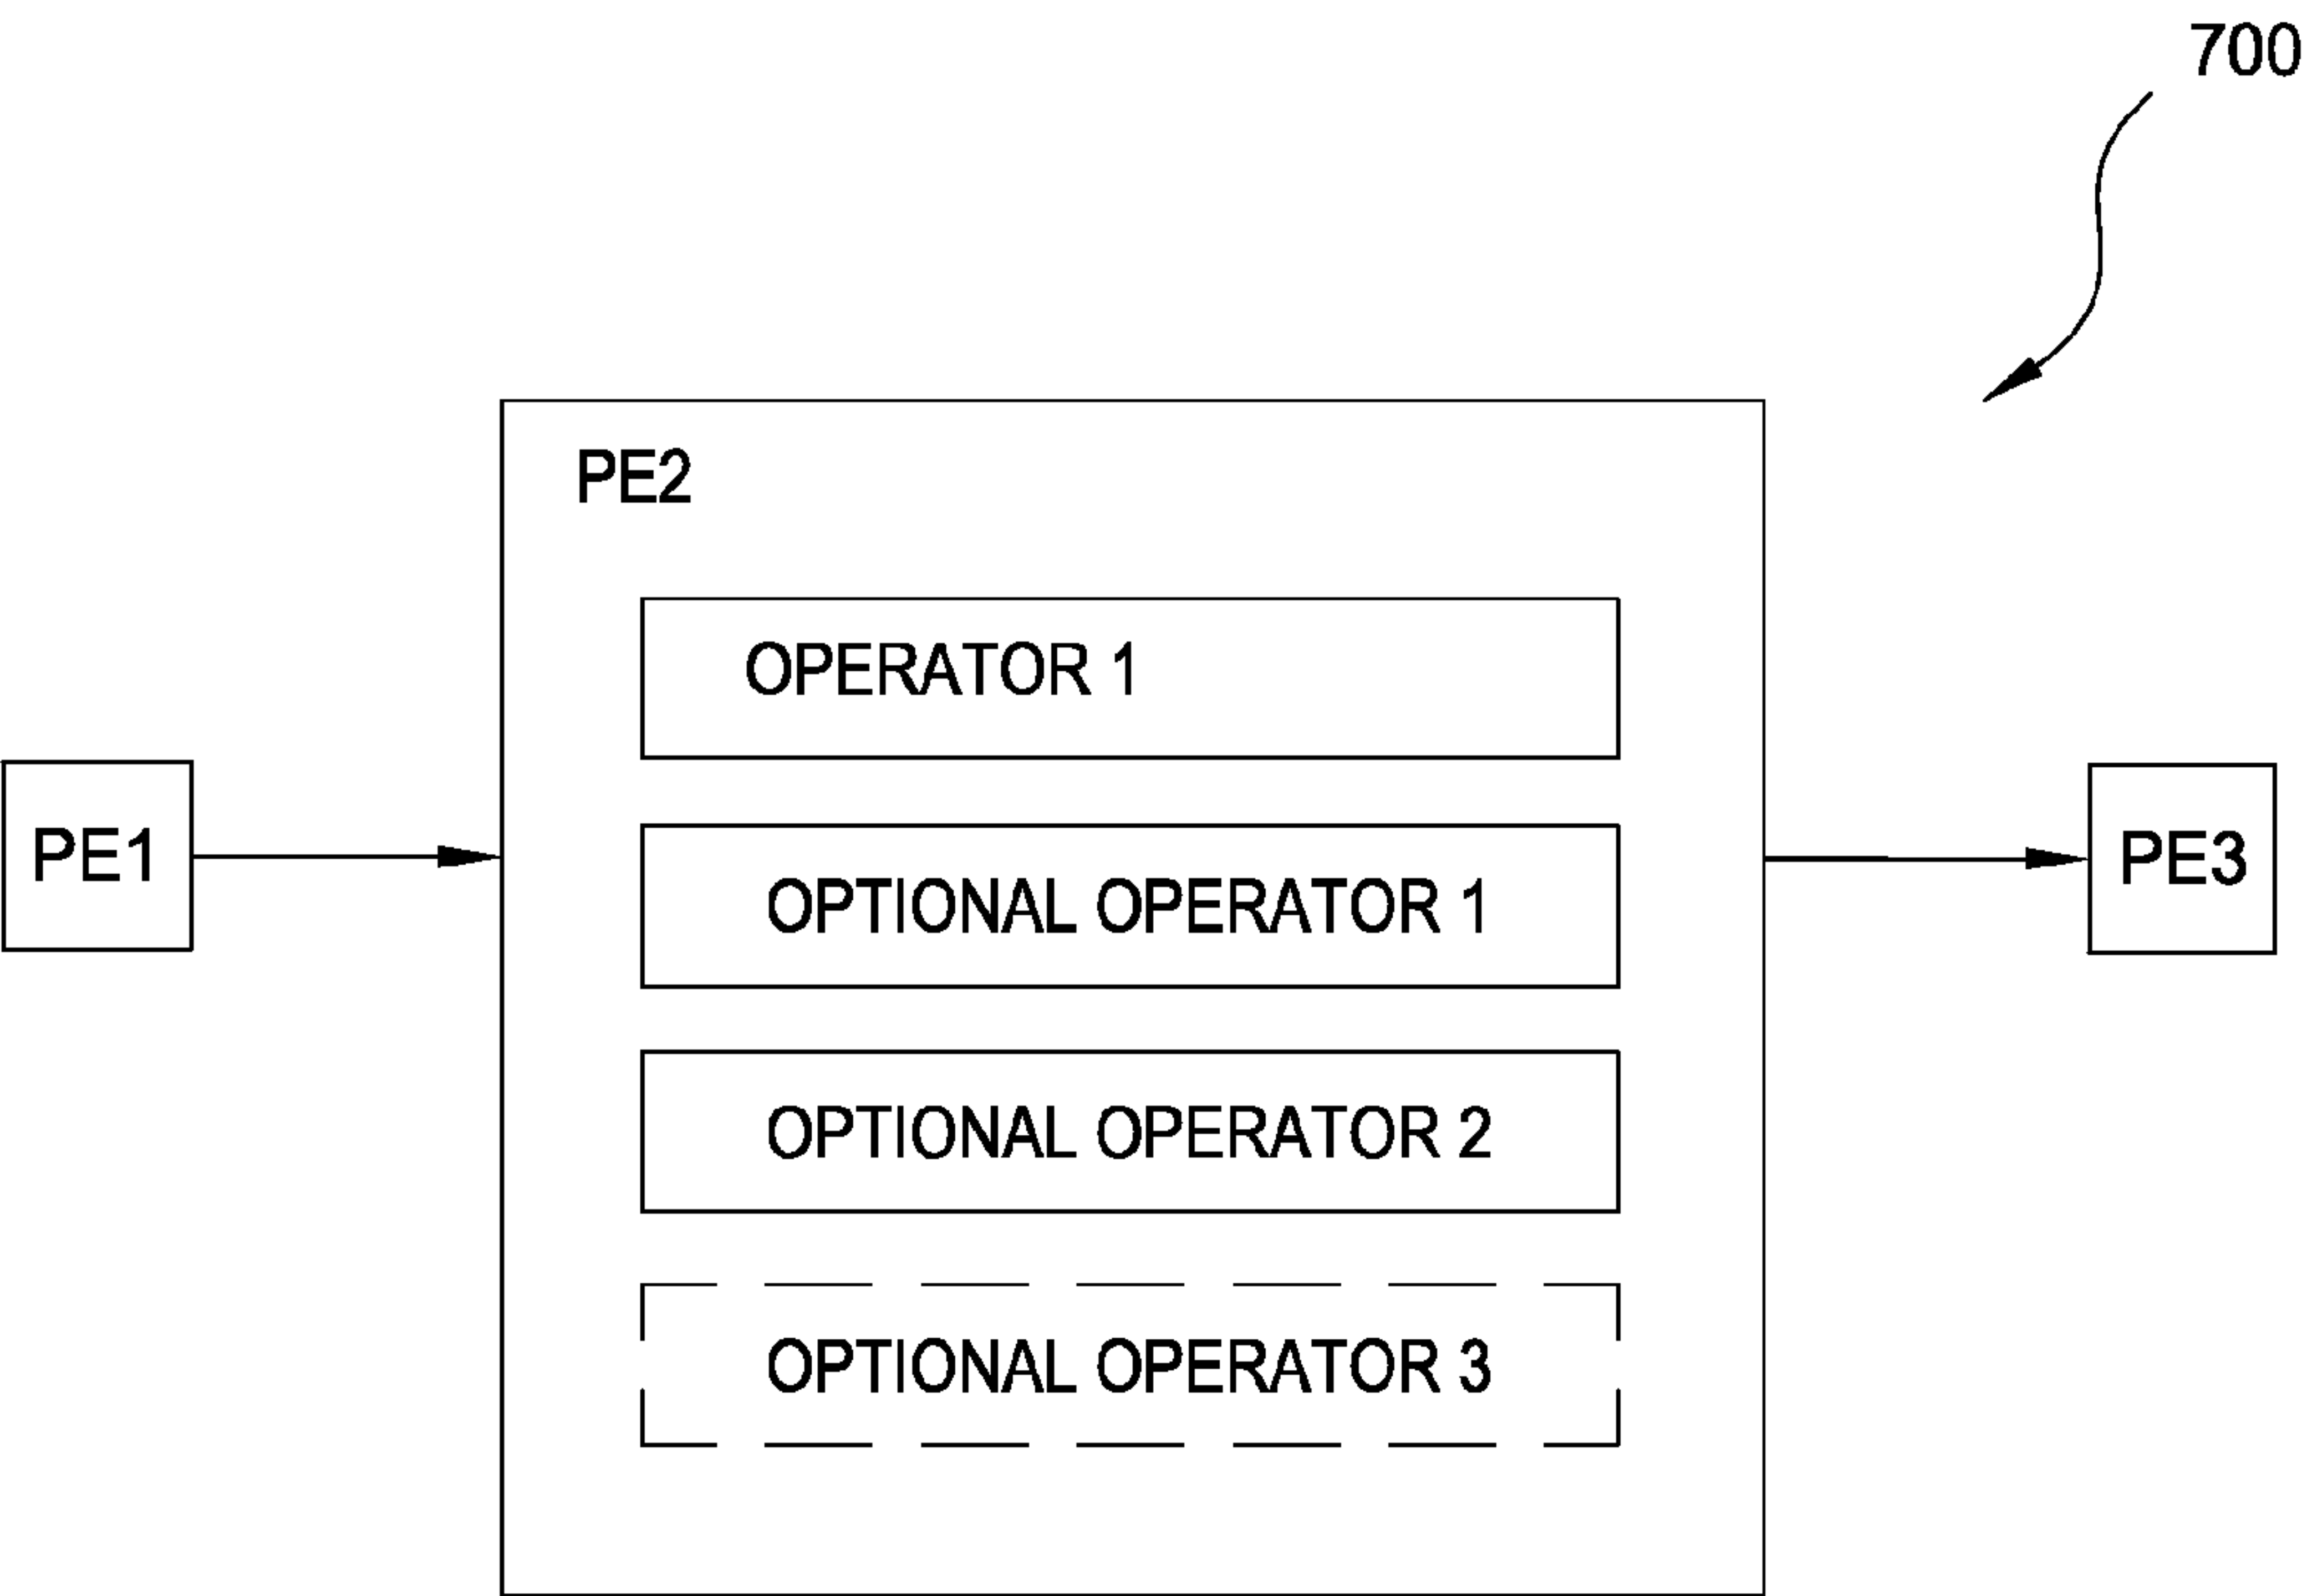 700
PE2
OPERATOR 1
PE1
OPTIONAL OPERATOR 1
PE3
OPTIONAL OPERATOR 2
OPTIONAL OPERATOR 3